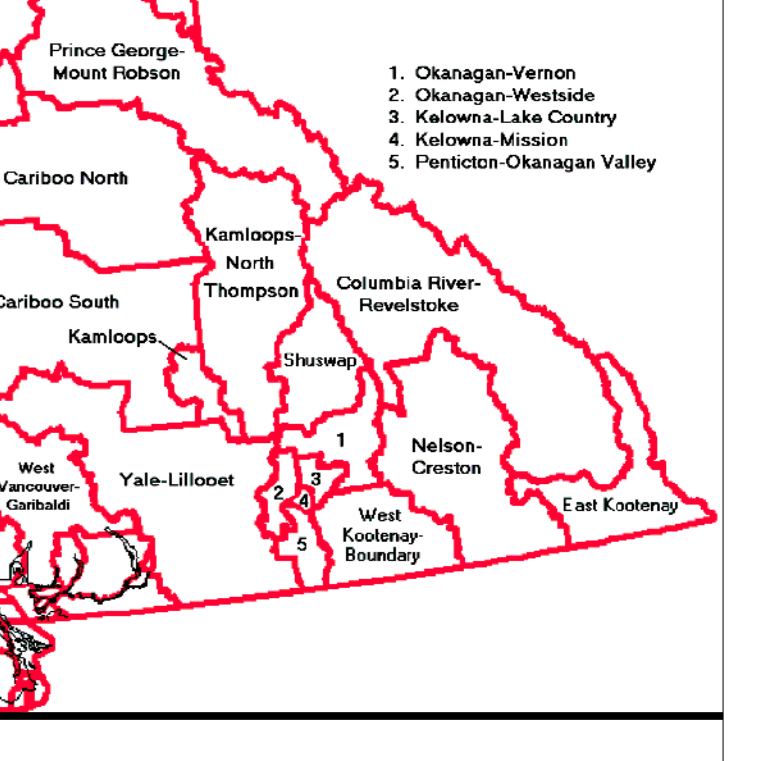 Prince George-
Mount Robson
1. Okanagan-Vernon
2. Okanagan-Westside
3. Kelowna-Lake Country
4. Kelowna-Mission
5. Penticton-Okanagan Valley
Cariboo North
Kamloops-
North
Thompson
Columbia River-
Revelstoke
Cariboo South
Kamloops
Shuswap
1
Nelson-
Creston
West
Vancouver-
Garibaldi
Yale-Lillooet
2
3
4
5
West
Kootenay-
Boundary
East Kootenay